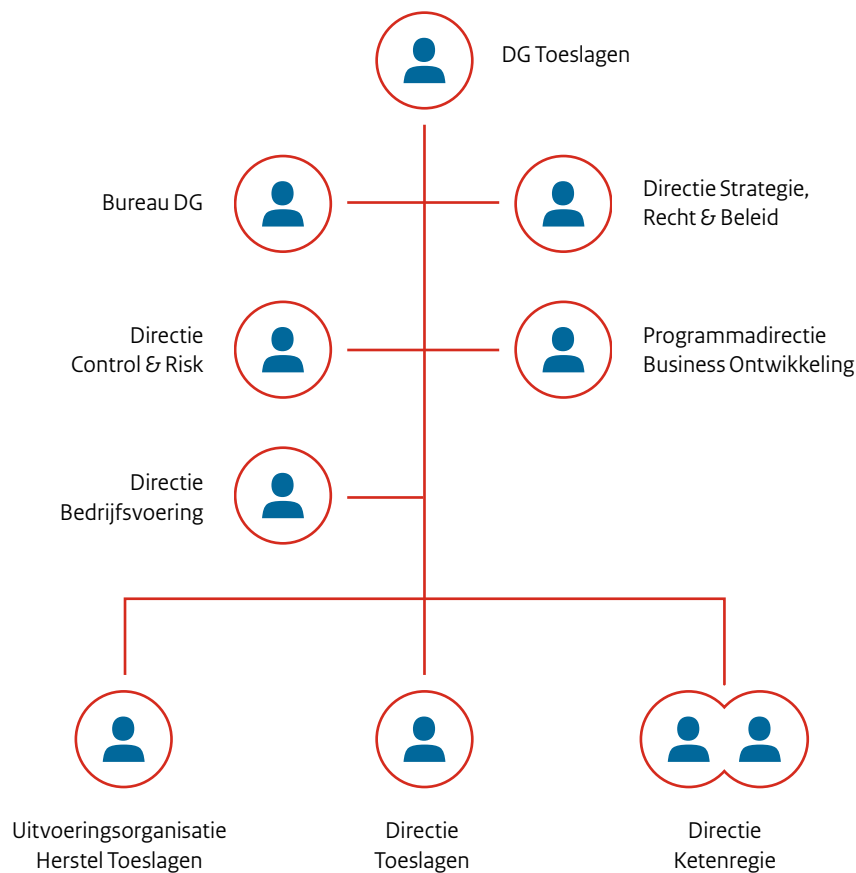 DG Toeslagen
Bureau DG
Directie Strategie,
Recht & Beleid
Directie
Control & Risk
Programmadirectie
Business Ontwikkeling
Directie
Bedrijfsvoering
Uitvoeringsorganisatie
Herstel Toeslagen
Directie
Toeslagen
Directie
Ketenregie